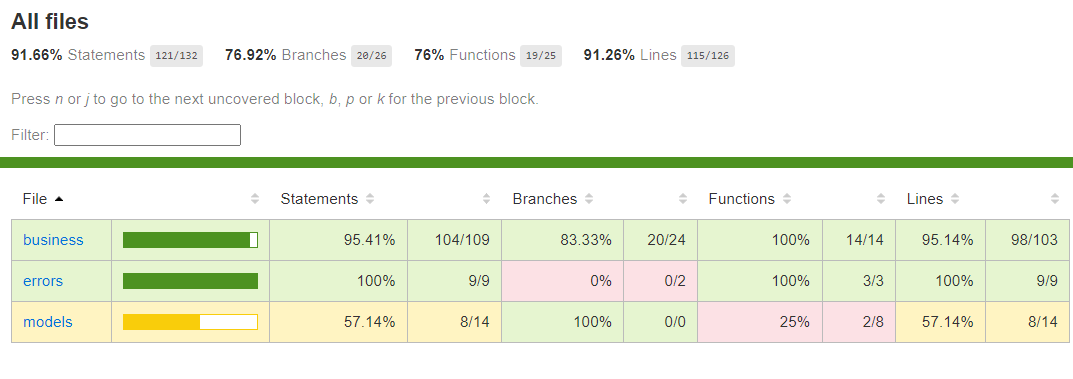 All files
91.66% Statements 121/132 76.92% Branches 20/26 76% Functions 19/25 91.26% Lines 115/126
Press n or j to go to the next uncovered block, b, p or k for the previous block.
Filter:
File Statements Branches Functions Lines
business 95.41% 104/109 83.33% 20/24 100% 14/14 95.14% 98/103
errors 100% 9/9 0% 0/2 100% 3/3 100% 9/9
models 57.14% 8/14 100% 0/0 25% 2/8 57.14% 8/14